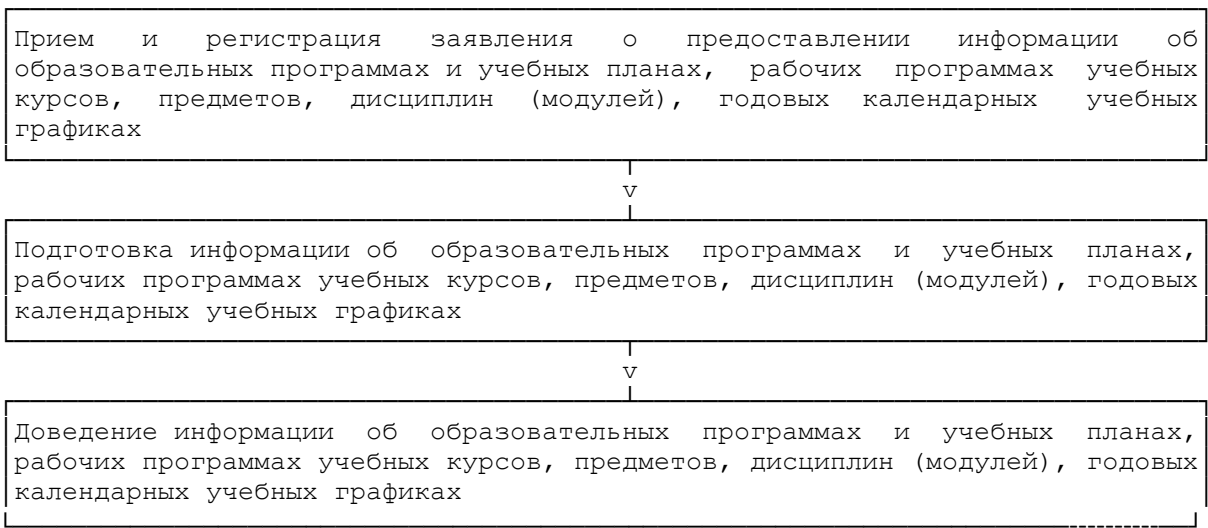 Прием и регистрация заявления о предоставлении информации об
образовательных программах и учебных планах, рабочих программах учебных
курсов, предметов, дисциплин (модулей), годовых календарных учебных
графиках
v
Подготовка информации об образовательных программах и учебных планах,
рабочих программах учебных курсов, предметов, дисциплин (модулей), годовых
календарных учебных графиках
v
Доведение информации об образовательных программах и учебных планах,
рабочих программах учебных курсов, предметов, дисциплин (модулей), годовых
календарных учебных графиках